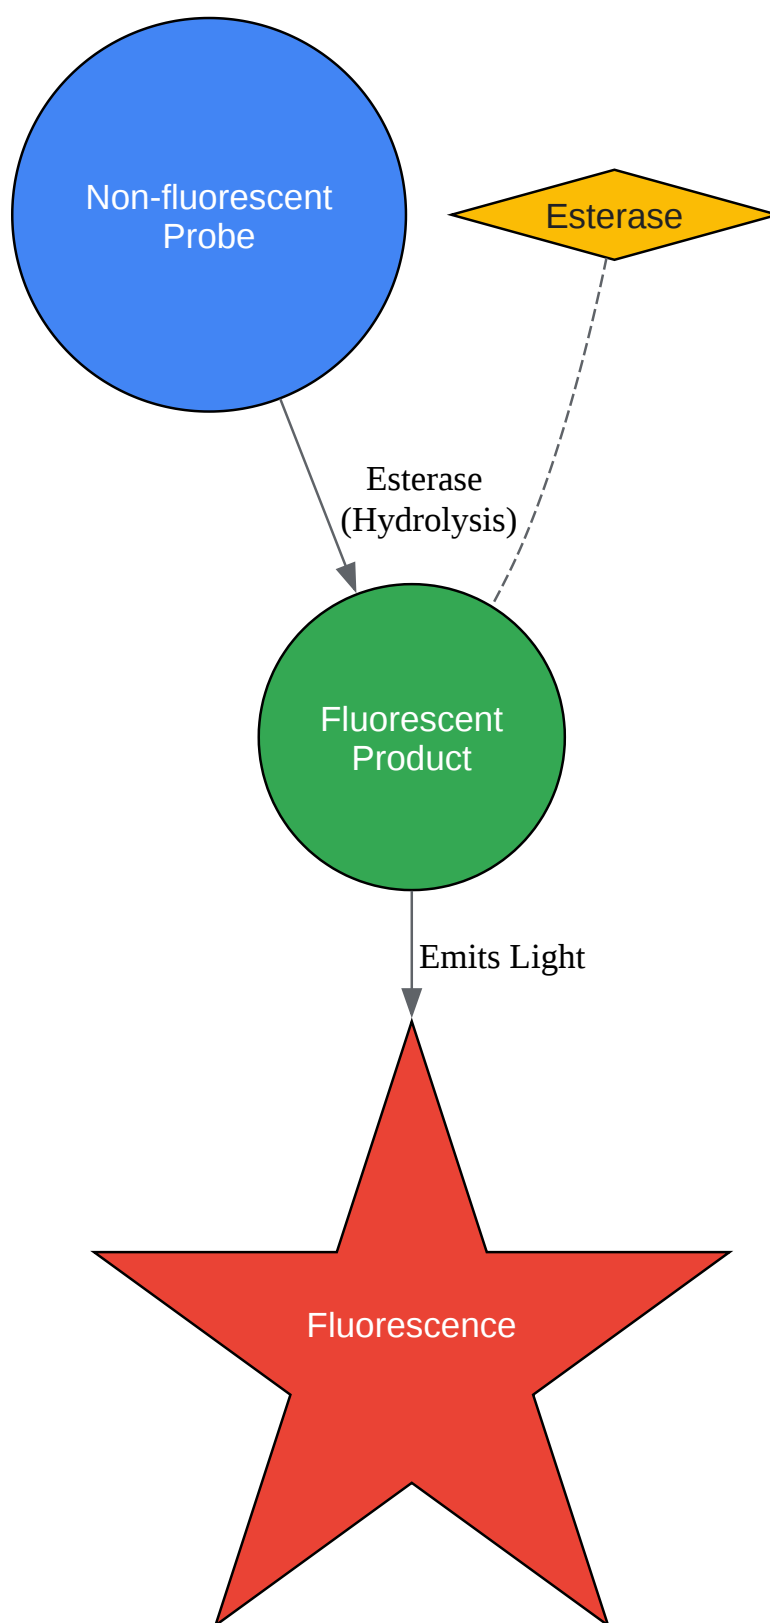 Non-fluorescent
Probe
Esterase
Esterase
(Hydrolysis)
Fluorescent
Product
Emits Light
Fluorescence